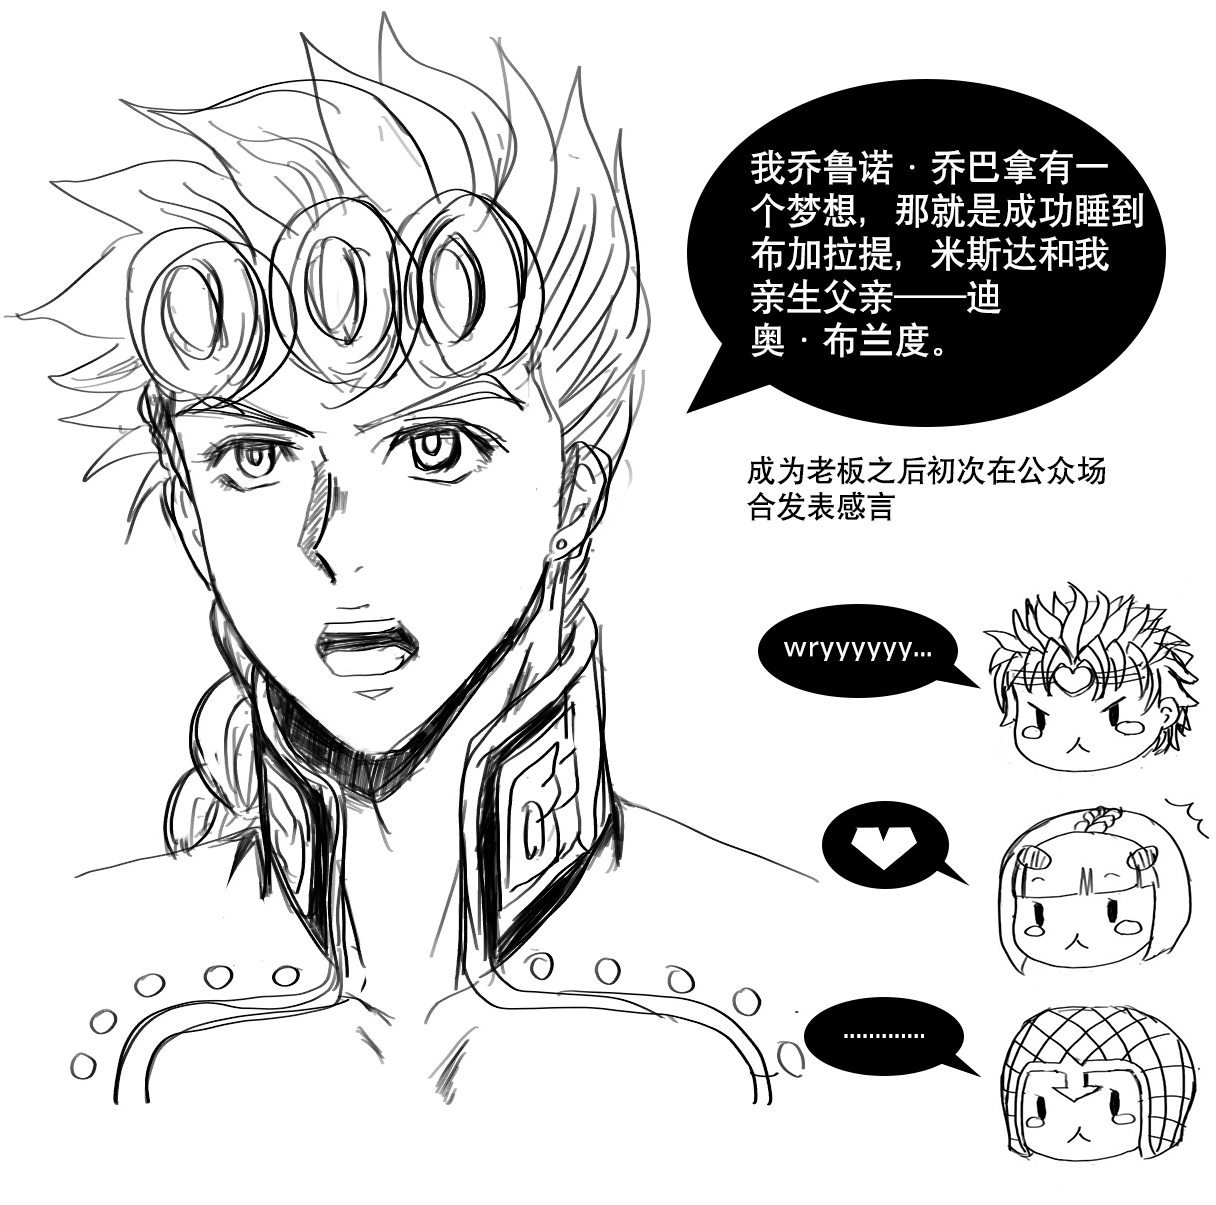 我乔鲁诺·乔巴拿有一
个梦想，那就是成功睡到
布加拉提，米斯达和我
亲生父亲——迪
奥·布兰度。
成为老板之后初次在公众场
合发表感言
wryyyyyy...
.............